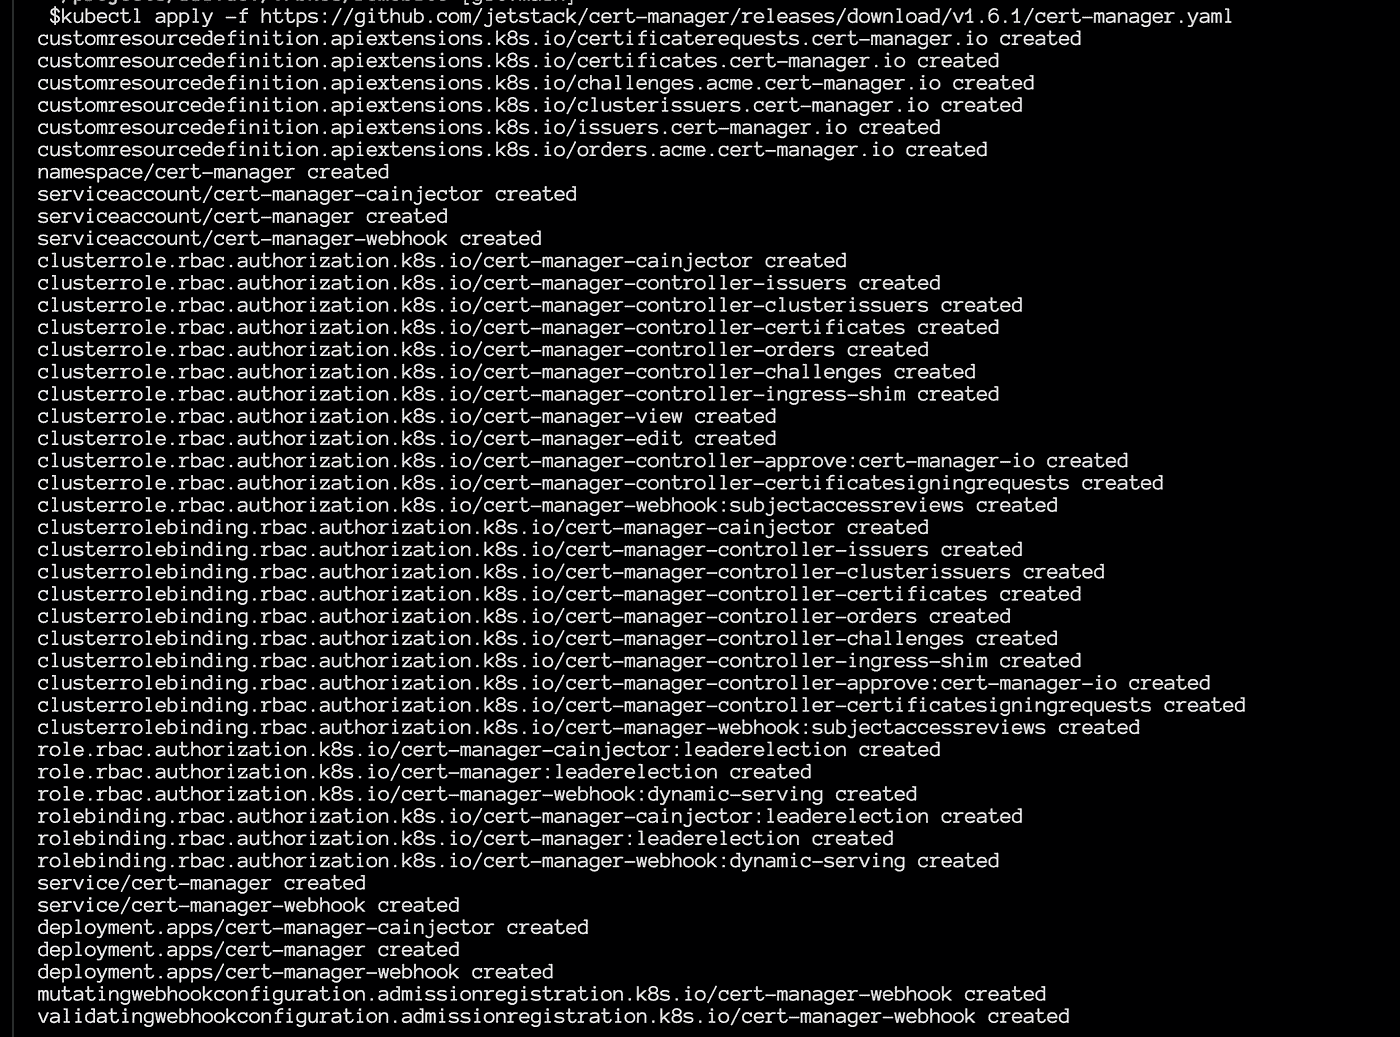 $kubectl apply -f https://github.com/jetstack/cert-manager/releases/download/v1.6.1/cert-manager.yaml
customresourcedefinition.apiextensions.k8s.io/certificaterequests.cert-manager.io created
customresourcedefinition.apiextensions.k8s.io/certificates.cert-manager.io created
customresourcedefinition.apiextensions.k8s.io/challenges.acme.cert-manager.io created
customresourcedefinition.apiextensions.k8s.io/clusterissuers.cert-manager.io created
customresourcedefinition.apiextensions.k8s.io/issuers.cert-manager.io created
customresourcedefinition.apiextensions.k8s.io/orders.acme.cert-manager.io created
namespace/cert-manager created
serviceaccount/cert-manager-cainjector created
serviceaccount/cert-manager created
serviceaccount/cert-manager-webhook created
clusterrole.rbac.authorization.k8s.io/cert-manager-cainjector created
clusterrole.rbac.authorization.k8s.io/cert-manager-controller-issuers created
clusterrole.rbac.authorization.k8s.io/cert-manager-controller-clusterissuers created
clusterrole.rbac.authorization.k8s.io/cert-manager-controller-certificates created
clusterrole.rbac.authorization.k8s.io/cert-manager-controller-orders created
clusterrole.rbac.authorization.k8s.io/cert-manager-controller-challenges created
clusterrole.rbac.authorization.k8s.io/cert-manager-controller-ingress-shim created
clusterrole.rbac.authorization.k8s.io/cert-manager-view created
clusterrole.rbac.authorization.k8s.io/cert-manager-edit created
clusterrole.rbac.authorization.k8s.io/cert-manager-controller-approve:cert-manager-io created
clusterrole.rbac.authorization.k8s.io/cert-manager-controller-certificatesigningrequests created
clusterrole.rbac.authorization.k8s.io/cert-manager-webhook:subjectaccessreviews created
clusterrolebinding.rbac.authorization.k8s.io/cert-manager-cainjector created
clusterrolebinding.rbac.authorization.k8s.io/cert-manager-controller-issuers created
clusterrolebinding.rbac.authorization.k8s.io/cert-manager-controller-clusterissuers created
clusterrolebinding.rbac.authorization.k8s.io/cert-manager-controller-certificates created
clusterrolebinding.rbac.authorization.k8s.io/cert-manager-controller-orders created
clusterrolebinding.rbac.authorization.k8s.io/cert-manager-controller-challenges created
clusterrolebinding.rbac.authorization.k8s.io/cert-manager-controller-ingress-shim created
clusterrolebinding.rbac.authorization.k8s.io/cert-manager-controller-approve:cert-manager-io created
clusterrolebinding.rbac.authorization.k8s.io/cert-manager-controller-certificatesigningrequests created
clusterrolebinding.rbac.authorization.k8s.io/cert-manager-webhook:subjectaccessreviews created
role.rbac.authorization.k8s.io/cert-manager-cainjector:leaderelection created
role.rbac.authorization.k8s.io/cert-manager:leaderelection created
role.rbac.authorization.k8s.io/cert-manager-webhook:dynamic-serving created
rolebinding.rbac.authorization.k8s.io/cert-manager-cainjector:leaderelection created
rolebinding.rbac.authorization.k8s.io/cert-manager:leaderelection created
rolebinding.rbac.authorization.k8s.io/cert-manager-webhook:dynamic-serving created
service/cert-manager created
service/cert-manager-webhook created
deployment.apps/cert-manager-cainjector created
deployment.apps/cert-manager created
deployment.apps/cert-manager-webhook created
mutatingwebhookconfiguration.admissionregistration.k8s.io/cert-manager-webhook created
validatingwebhookconfiguration.admissionregistration.k8s.io/cert-manager-webhook created